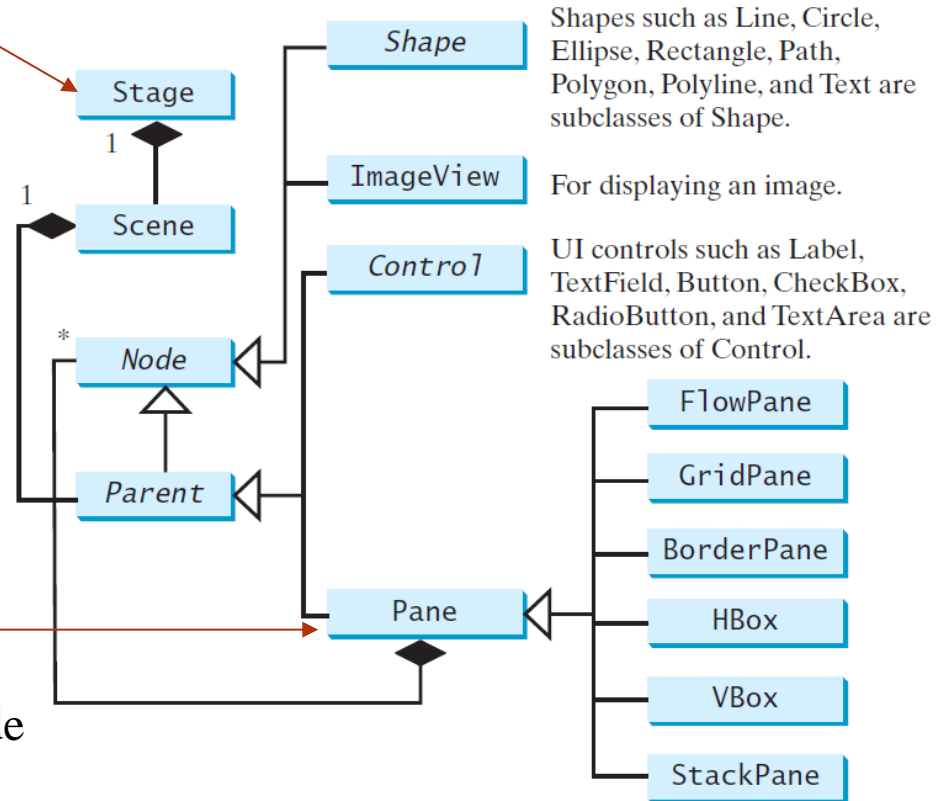 Stage
1
1
Scene
*
Node
Parent
Shape
Shapes such as Line, Circle,
Ellipse, Rectangle, Path,
Polygon, Polyline, and Text are
subclasses of Shape.
ImageView
For displaying an image.
Control
UI controls such as Label,
TextField, Button, CheckBox,
RadioButton, and TextArea are
subclasses of Control.
Pane
FlowPane
GridPane
BorderPane
HBox
VBox
StackPane